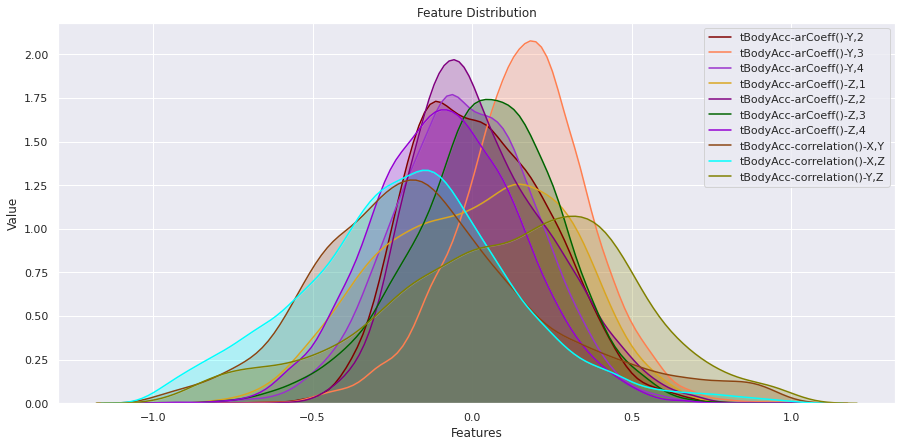 Feature Distribution
tBodyAcc-arCoeff()-Y,2
tBodyAcc-arCoeff()-Y,3
tBodyAcc-arCoeff()-Y,4
tBodyAcc-arCoeff()-Z,1
tBodyAcc-arCoeff()-Z,2
tBodyAcc-arCoeff()-Z,3
tBodyAcc-arCoeff()-Z,4
tBodyAcc-correlation()-X,Y
tBodyAcc-correlation()-X,Z
tBodyAcc-correlation()-Y,Z
Value
2.00
1.75
1.50
1.25
1.00
0.75
0.50
0.25
0.00
−1.0 −0.5 0.0 0.5 1.0
Features